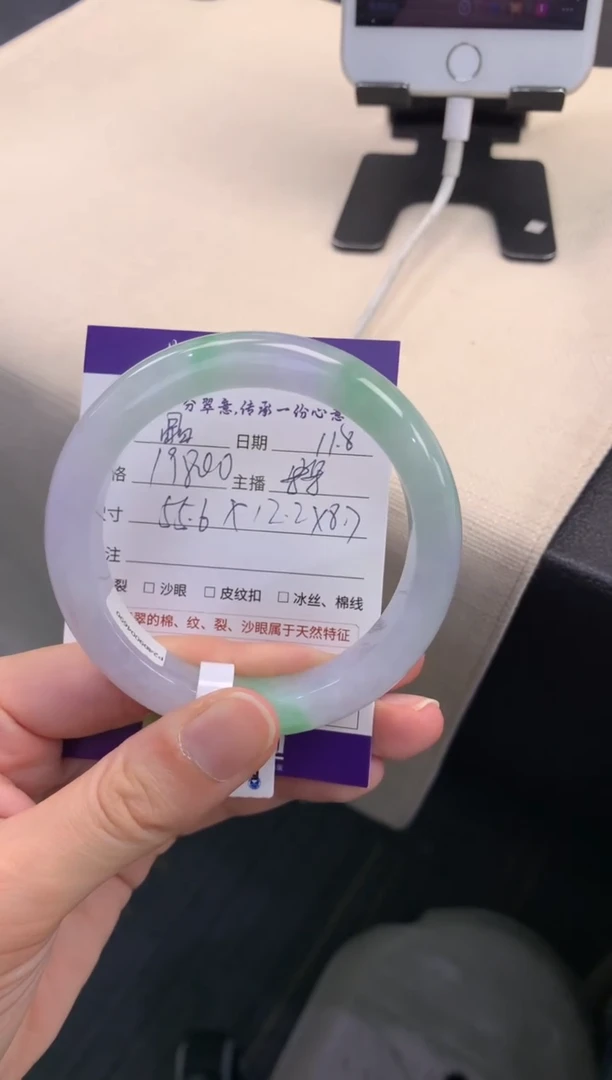 分翠意,传承一份心意
日期 11.8
格 19800 主播
寸 55.6 X 12.2 X 8.7
注
裂 □ 沙眼 □ 皮纹扣 □ 冰丝、棉线
翠的棉、纹、裂、沙眼属于天然特征